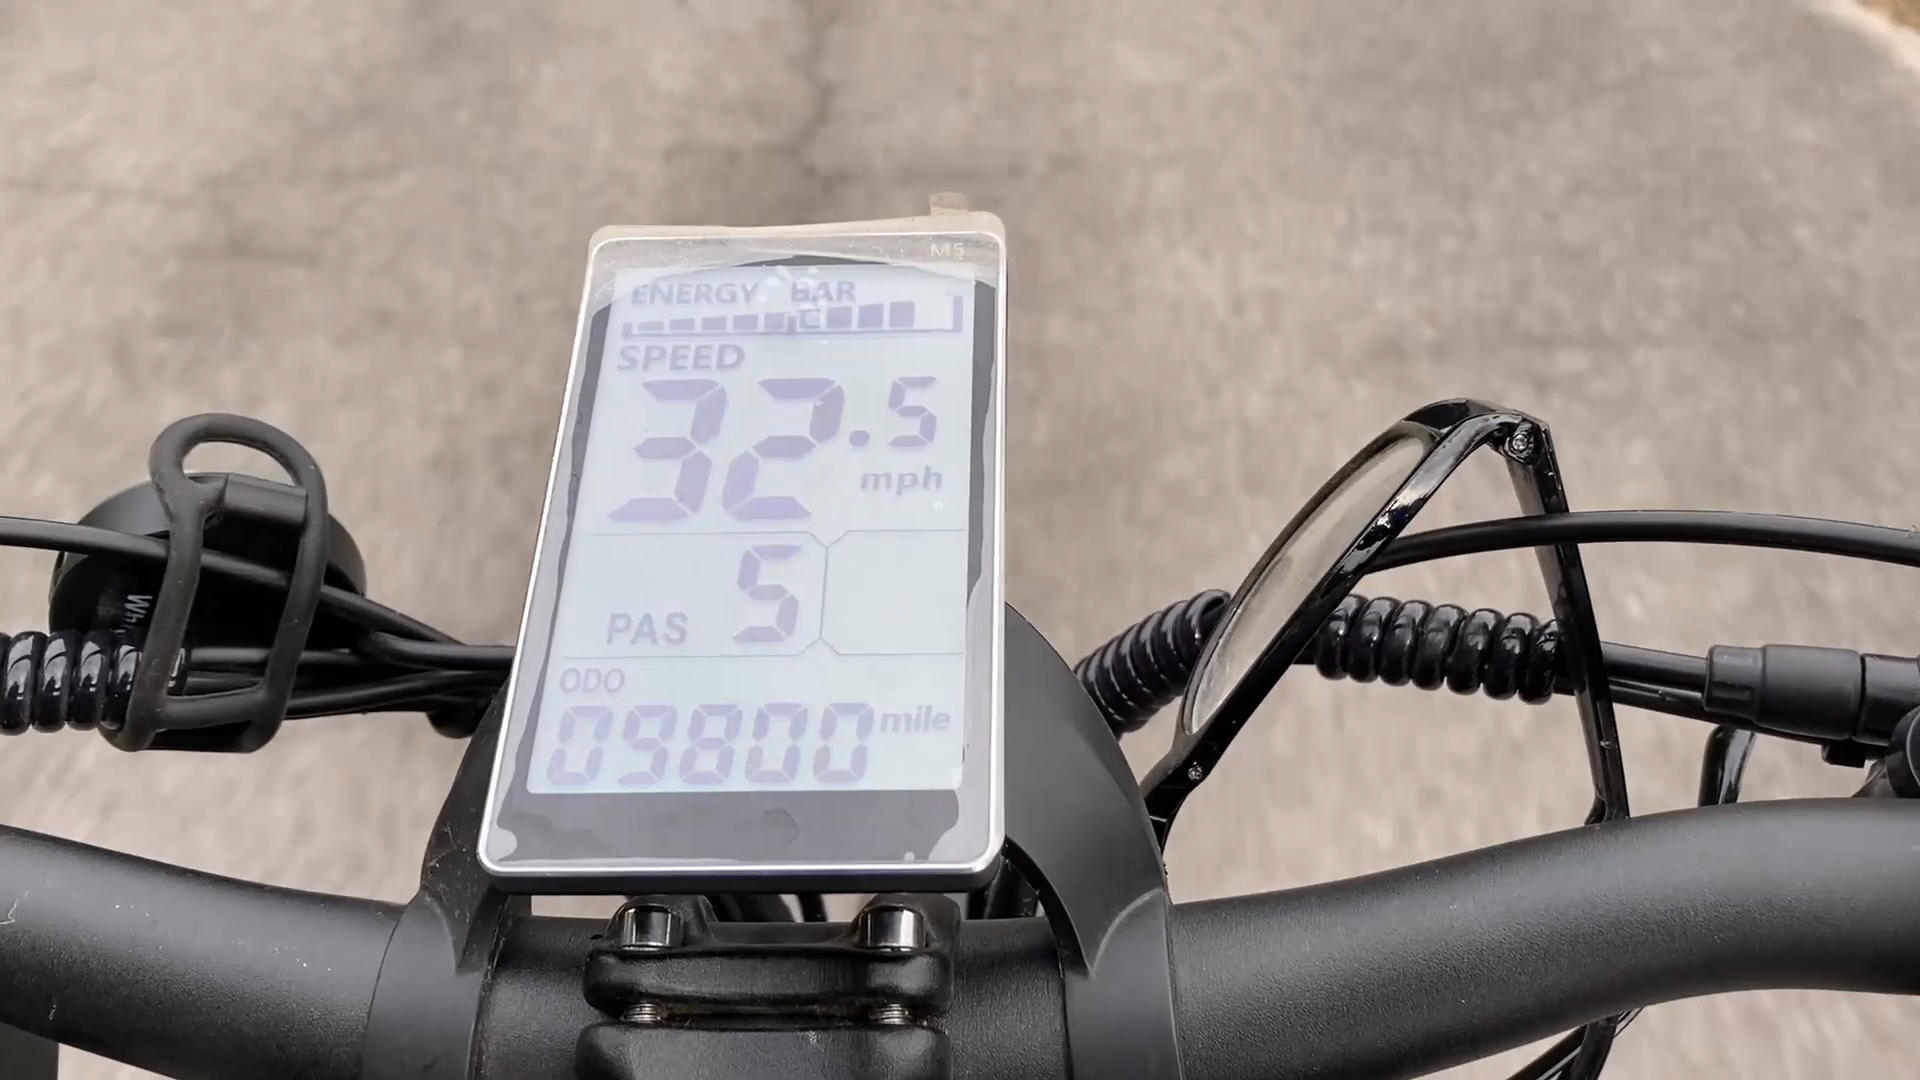 M5
ENERGY BAR
SPEED
32.5
mph
PAS 5
ODO
09800 mile